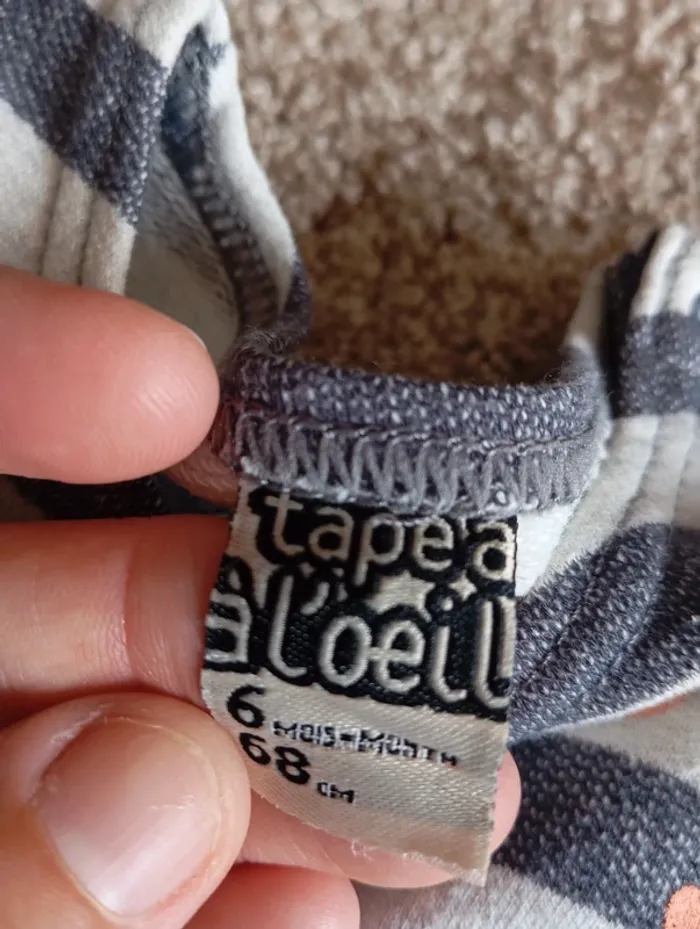 tape a
à l'oeil
6 MOIS-MONTH
68 CM